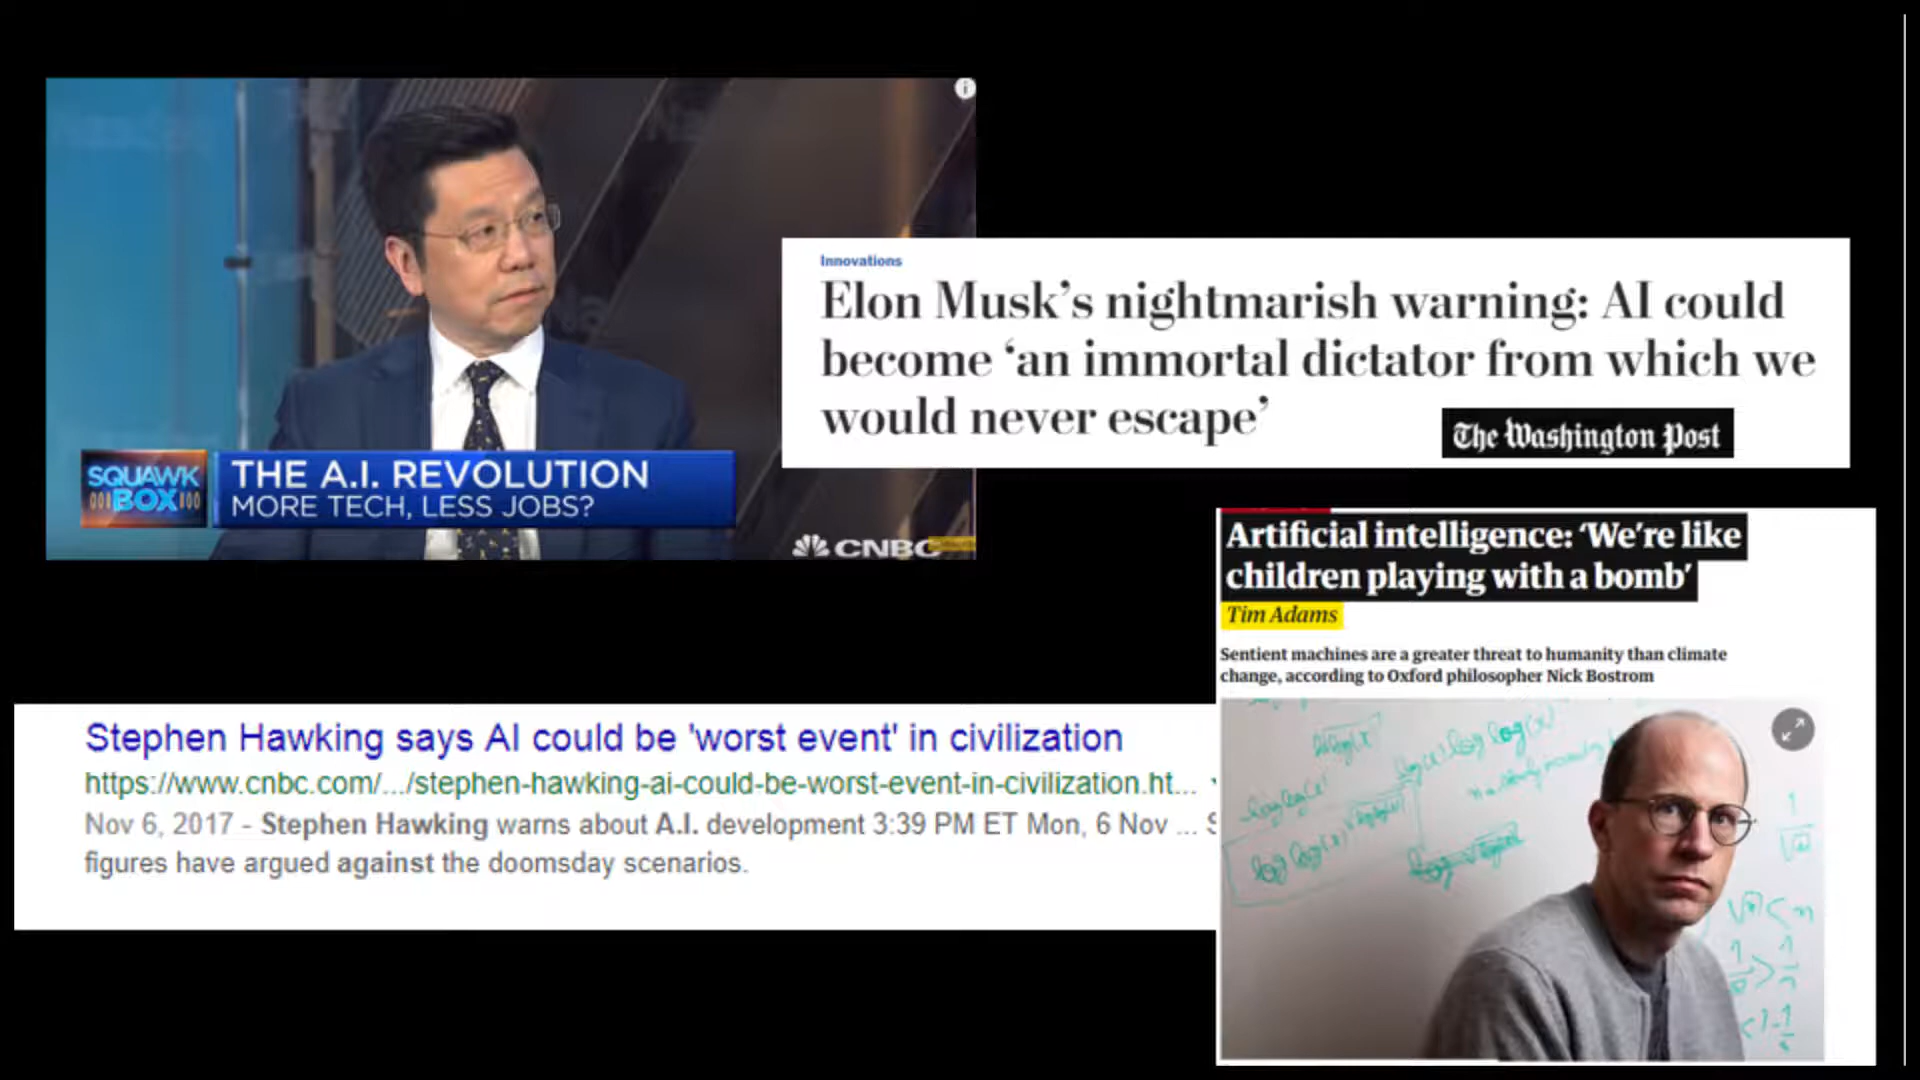 SQUAWK
BOX
THE A.I. REVOLUTION
MORE TECH, LESS JOBS?
CNBC
Innovations
Elon Musk’s nightmarish warning: AI could
become ‘an immortal dictator from which we
would never escape’
The Washington Post
Artificial intelligence: ‘We’re like
children playing with a bomb’
Tim Adams
Sentient machines are a greater threat to humanity than climate
change, according to Oxford philosopher Nick Bostrom
Stephen Hawking says AI could be 'worst event' in civilization
https://www.cnbc.com/.../stephen-hawking-ai-could-be-worst-event-in-civilization.ht...
Nov 6, 2017 - Stephen Hawking warns about A.I. development 3:39 PM ET Mon, 6 Nov ...
figures have argued against the doomsday scenarios.